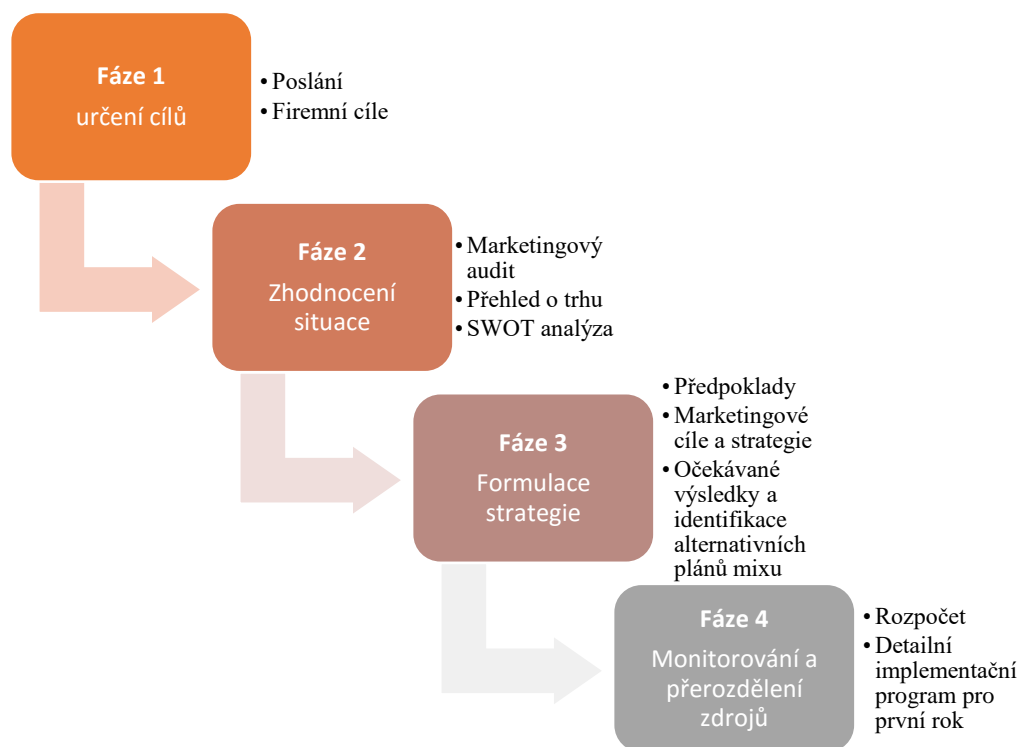 Fáze 1
určení cílů
• Poslání
• Firemní cíle
Fáze 2
Zhodnocení
situace
• Marketingový
audit
• Přehled o trhu
• SWOT analýza
Fáze 3
Formulace
strategie
• Předpoklady
• Marketingové
cíle a strategie
• Očekávané
výsledky a
identifikace
alternativních
plánů mixu
Fáze 4
Monitorování a
přerozdělení
zdrojů
• Rozpočet
• Detailní
implementační
program pro
první rok